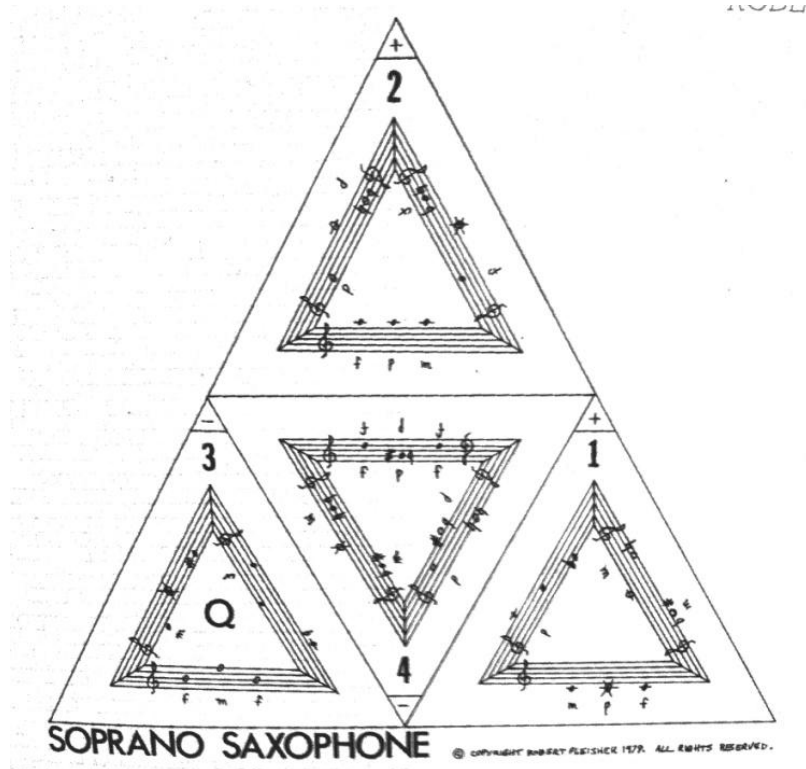 +
2
f p m
− +
3 1
f p f
Q
4
f m f
m p f
−
SOPRANO SAXOPHONE © COPYRIGHT ROBERT FLEISHER 1979. ALL RIGHTS RESERVED.